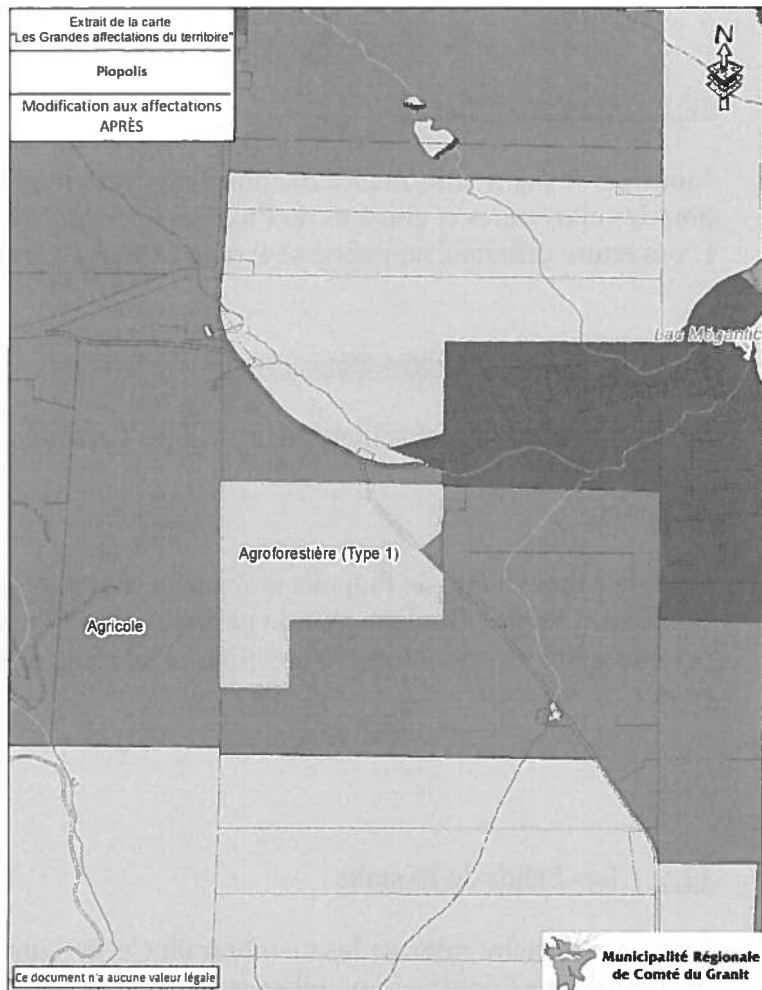 Extrait de la carte
"Les Grandes affectations du territoire"
Piopolis
Modification aux affectations
APRÈS
N
Lac Mégantic
Agroforestière (Type 1)
Agricole
Ce document n'a aucune valeur légale
Municipalité Régionale
de Comté du Granit